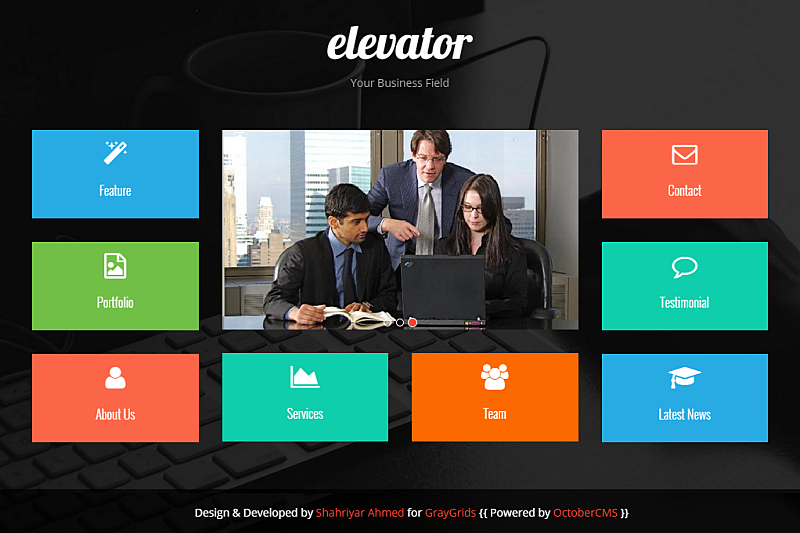 elevator
Your Business Field
Feature
Contact
Portfolio
Testimonial
About Us
Services
Team
Latest News
Design & Developed by Shahriyar Ahmed for GrayGrids {{ Powered by OctoberCMS }}